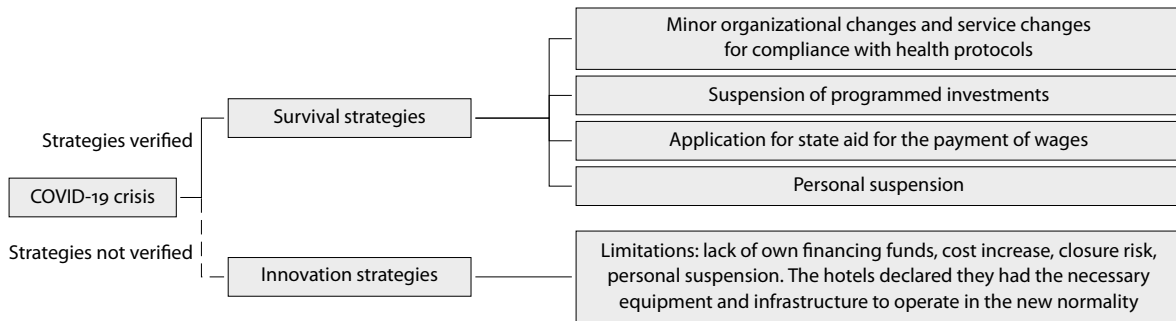 Minor organizational changes and service changes
for compliance with health protocols
Suspension of programmed investments
Survival strategies
Strategies verified
Application for state aid for the payment of wages
Personal suspension
COVID-19 crisis
Strategies not verified
Innovation strategies
Limitations: lack of own financing funds, cost increase, closure risk,
personal suspension. The hotels declared they had the necessary
equipment and infrastructure to operate in the new normality